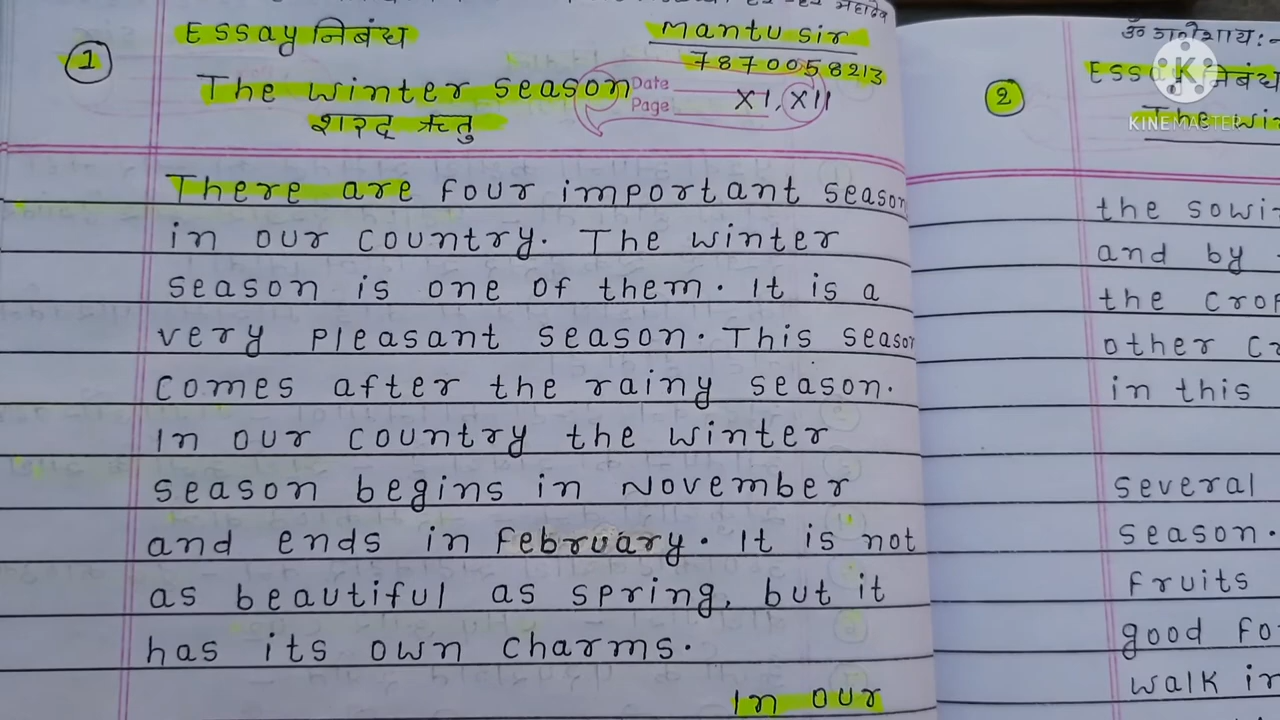 महादेव
Essay निबंध
Mantu sir
7870058213
1
The winter season
Date
Page
XI, XII
शरद ऋतु
There are four important season
in our country. The winter
season is one of them. It is a
very pleasant season. This season
comes after the rainy season.
In our country the winter
season begins in November
and ends in February. It is not
as beautiful as spring, but it
has its own charms.
In our
ॐ गणेशाय:
Essay निबंध
K
KINEMASTER
2
The
the
and by
the
other
in this
several
season.
Fruits
good
walk